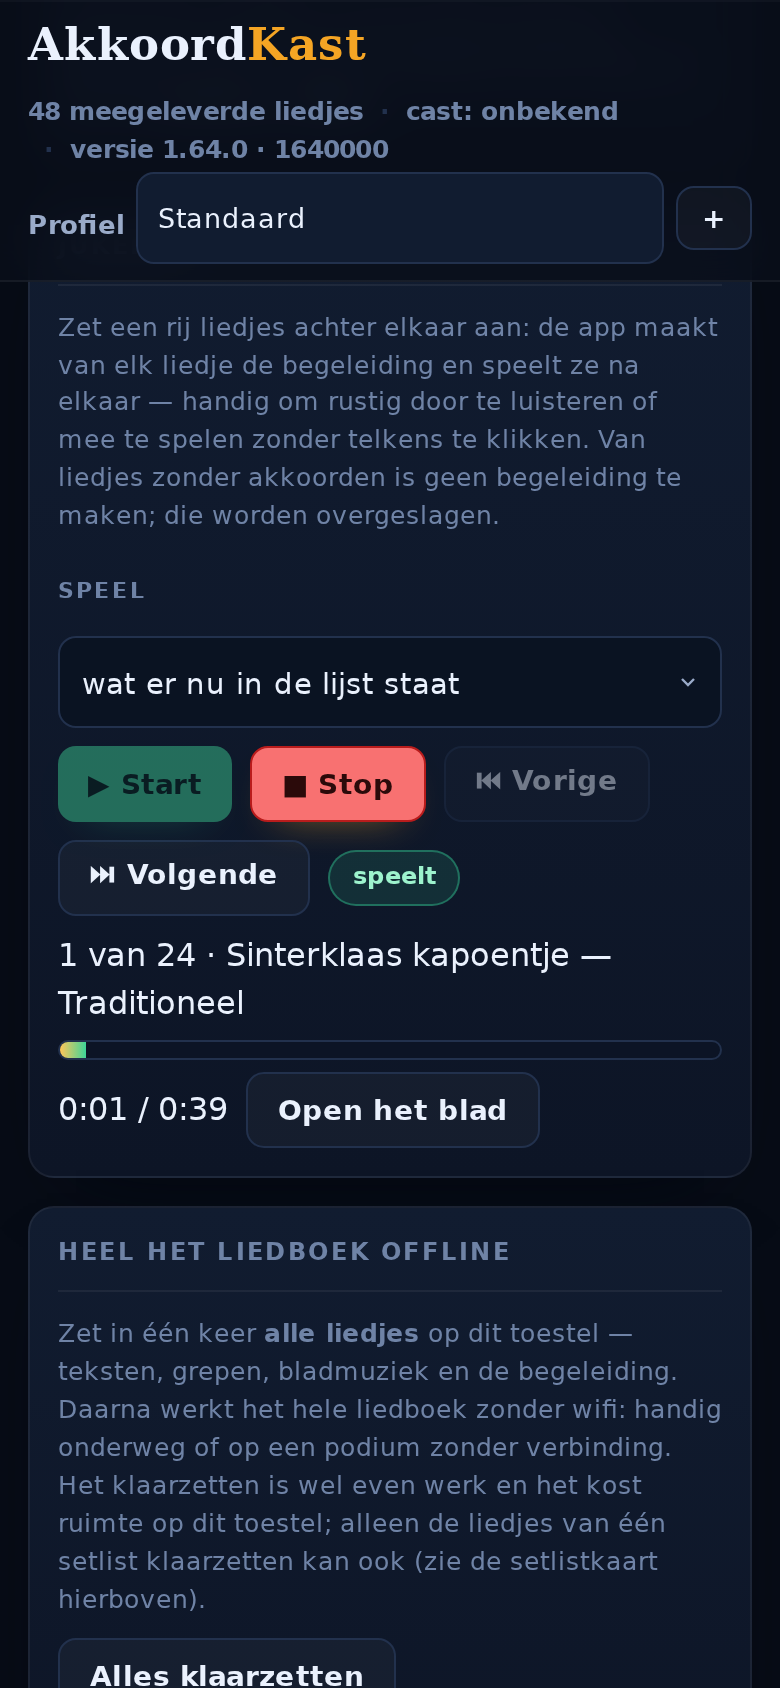 AkkoordKast
48 meegeleverde liedjes · cast: onbekend
· versie 1.64.0 · 1640000
Profiel Standaard +
Zet een rij liedjes achter elkaar aan: de app maakt
van elk liedje de begeleiding en speelt ze na
elkaar — handig om rustig door te luisteren of
mee te spelen zonder telkens te klikken. Van
liedjes zonder akkoorden is geen begeleiding te
maken; die worden overgeslagen.
SPEEL
wat er nu in de lijst staat
▶ Start ■ Stop ⏮ Vorige
⏭ Volgende speelt
1 van 24 · Sinterklaas kapoentje —
Traditioneel
0:01 / 0:39 Open het blad
HEEL HET LIEDBOEK OFFLINE
Zet in één keer alle liedjes op dit toestel —
teksten, grepen, bladmuziek en de begeleiding.
Daarna werkt het hele liedboek zonder wifi: handig
onderweg of op een podium zonder verbinding.
Het klaarzetten is wel even werk en het kost
ruimte op dit toestel; alleen de liedjes van één
setlist klaarzetten kan ook (zie de setlistkaart
hierboven).
Alles klaarzetten